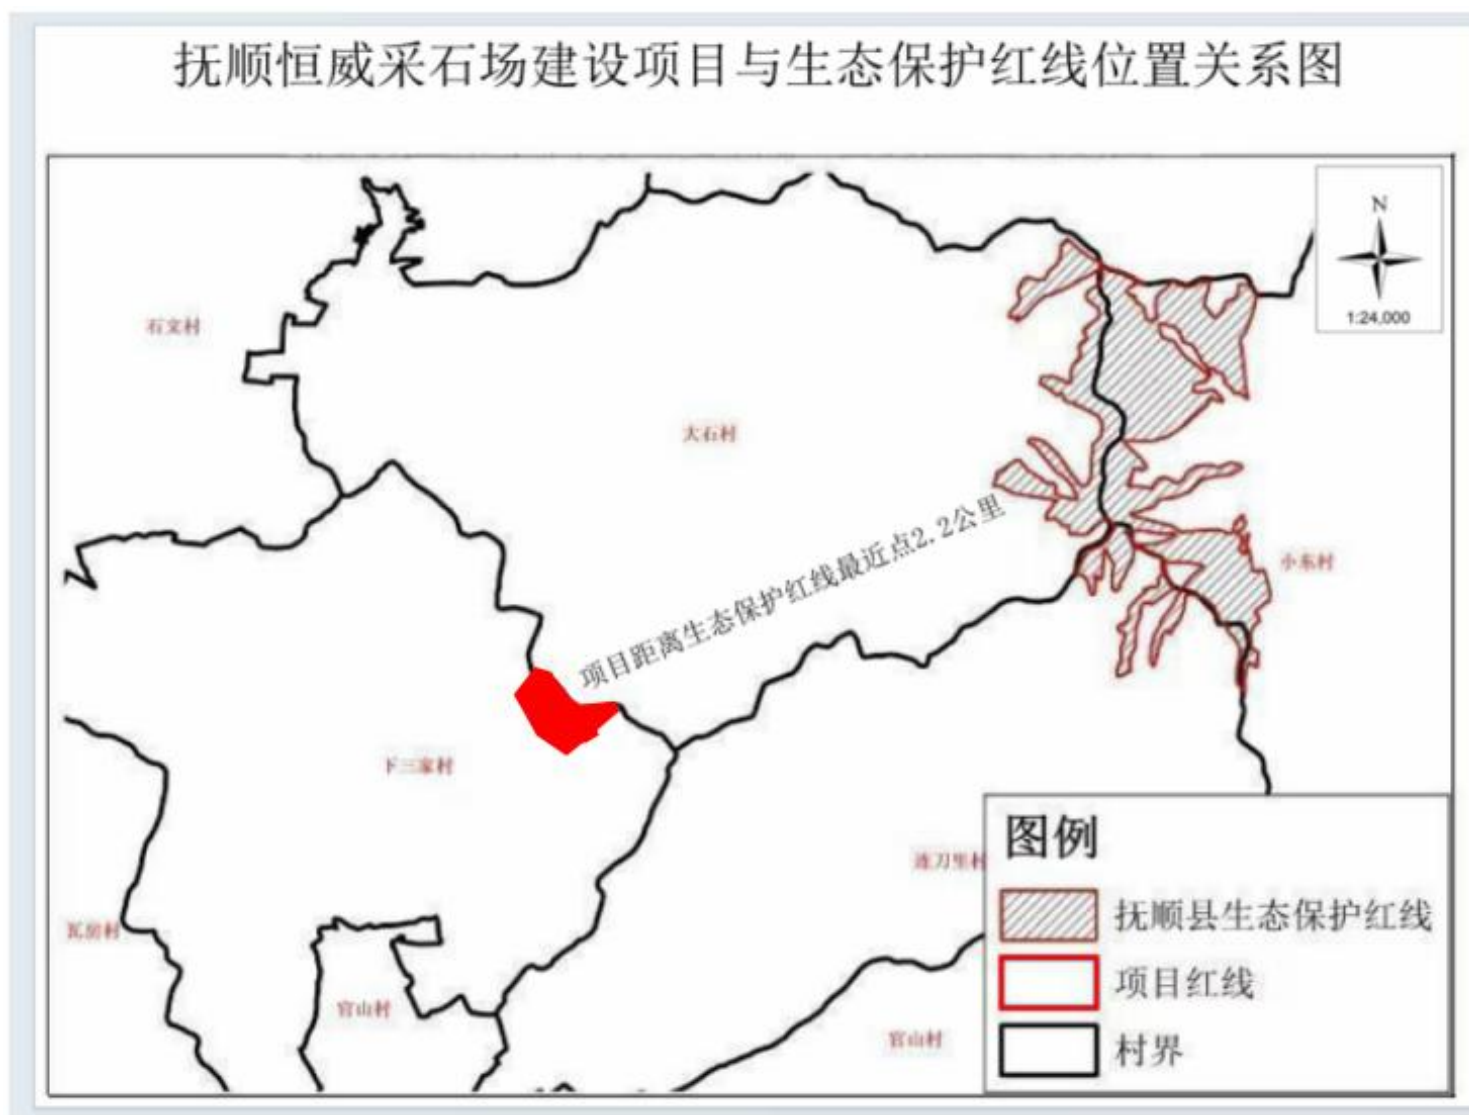 抚顺恒威采石场建设项目与生态保护红线位置关系图
N
1:24,000
石文村
大石村
项目距离生态保护红线最近点2.2公里
小东村
下三家村
连刀里村
瓦房村
官山村
官山村
图例
抚顺县生态保护红线
项目红线
村界